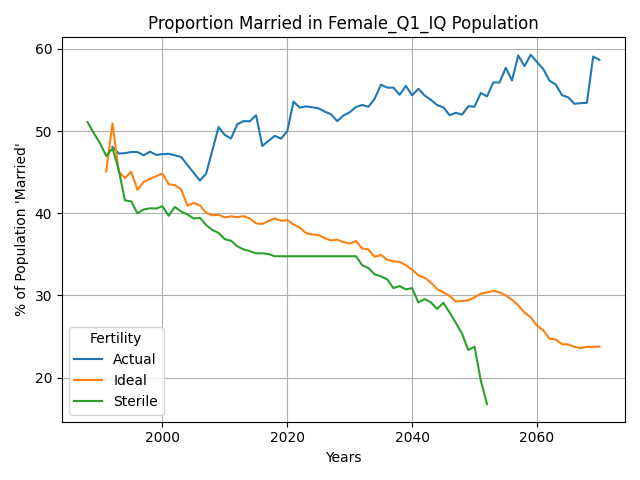 Proportion Married in Female_Q1_IQ Population
% of Population 'Married'
60
50
40
30
20
Fertility
Actual
Ideal
Sterile
2000 2020 2040 2060
Years